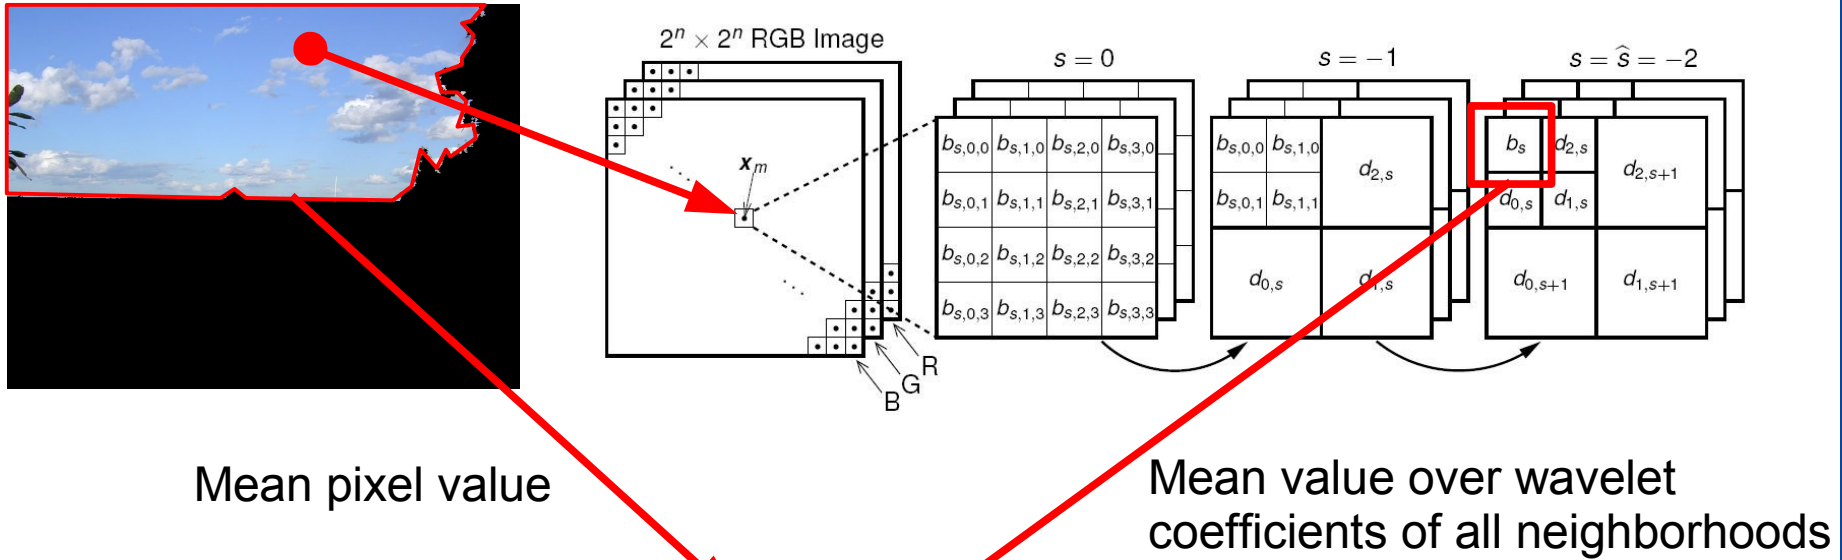 2ⁿ × 2ⁿ RGB Image
s = 0
s = −1
s = ŝ = −2
x_m
b_{s,0,0} b_{s,1,0} b_{s,2,0} b_{s,3,0}
b_{s,0,1} b_{s,1,1} b_{s,2,1} b_{s,3,1}
b_{s,0,2} b_{s,1,2} b_{s,2,2} b_{s,3,2}
b_{s,0,3} b_{s,1,3} b_{s,2,3} b_{s,3,3}
b_{s,0,0} b_{s,1,0} d_{2,s}
b_{s,0,1} b_{s,1,1}
d_{0,s} d_{1,s}
b_s d_{2,s} d_{2,s+1}
d_{0,s} d_{1,s}
d_{0,s+1} d_{1,s+1}
R
G
B
Mean pixel value
Mean value over wavelet
coefficients of all neighborhoods